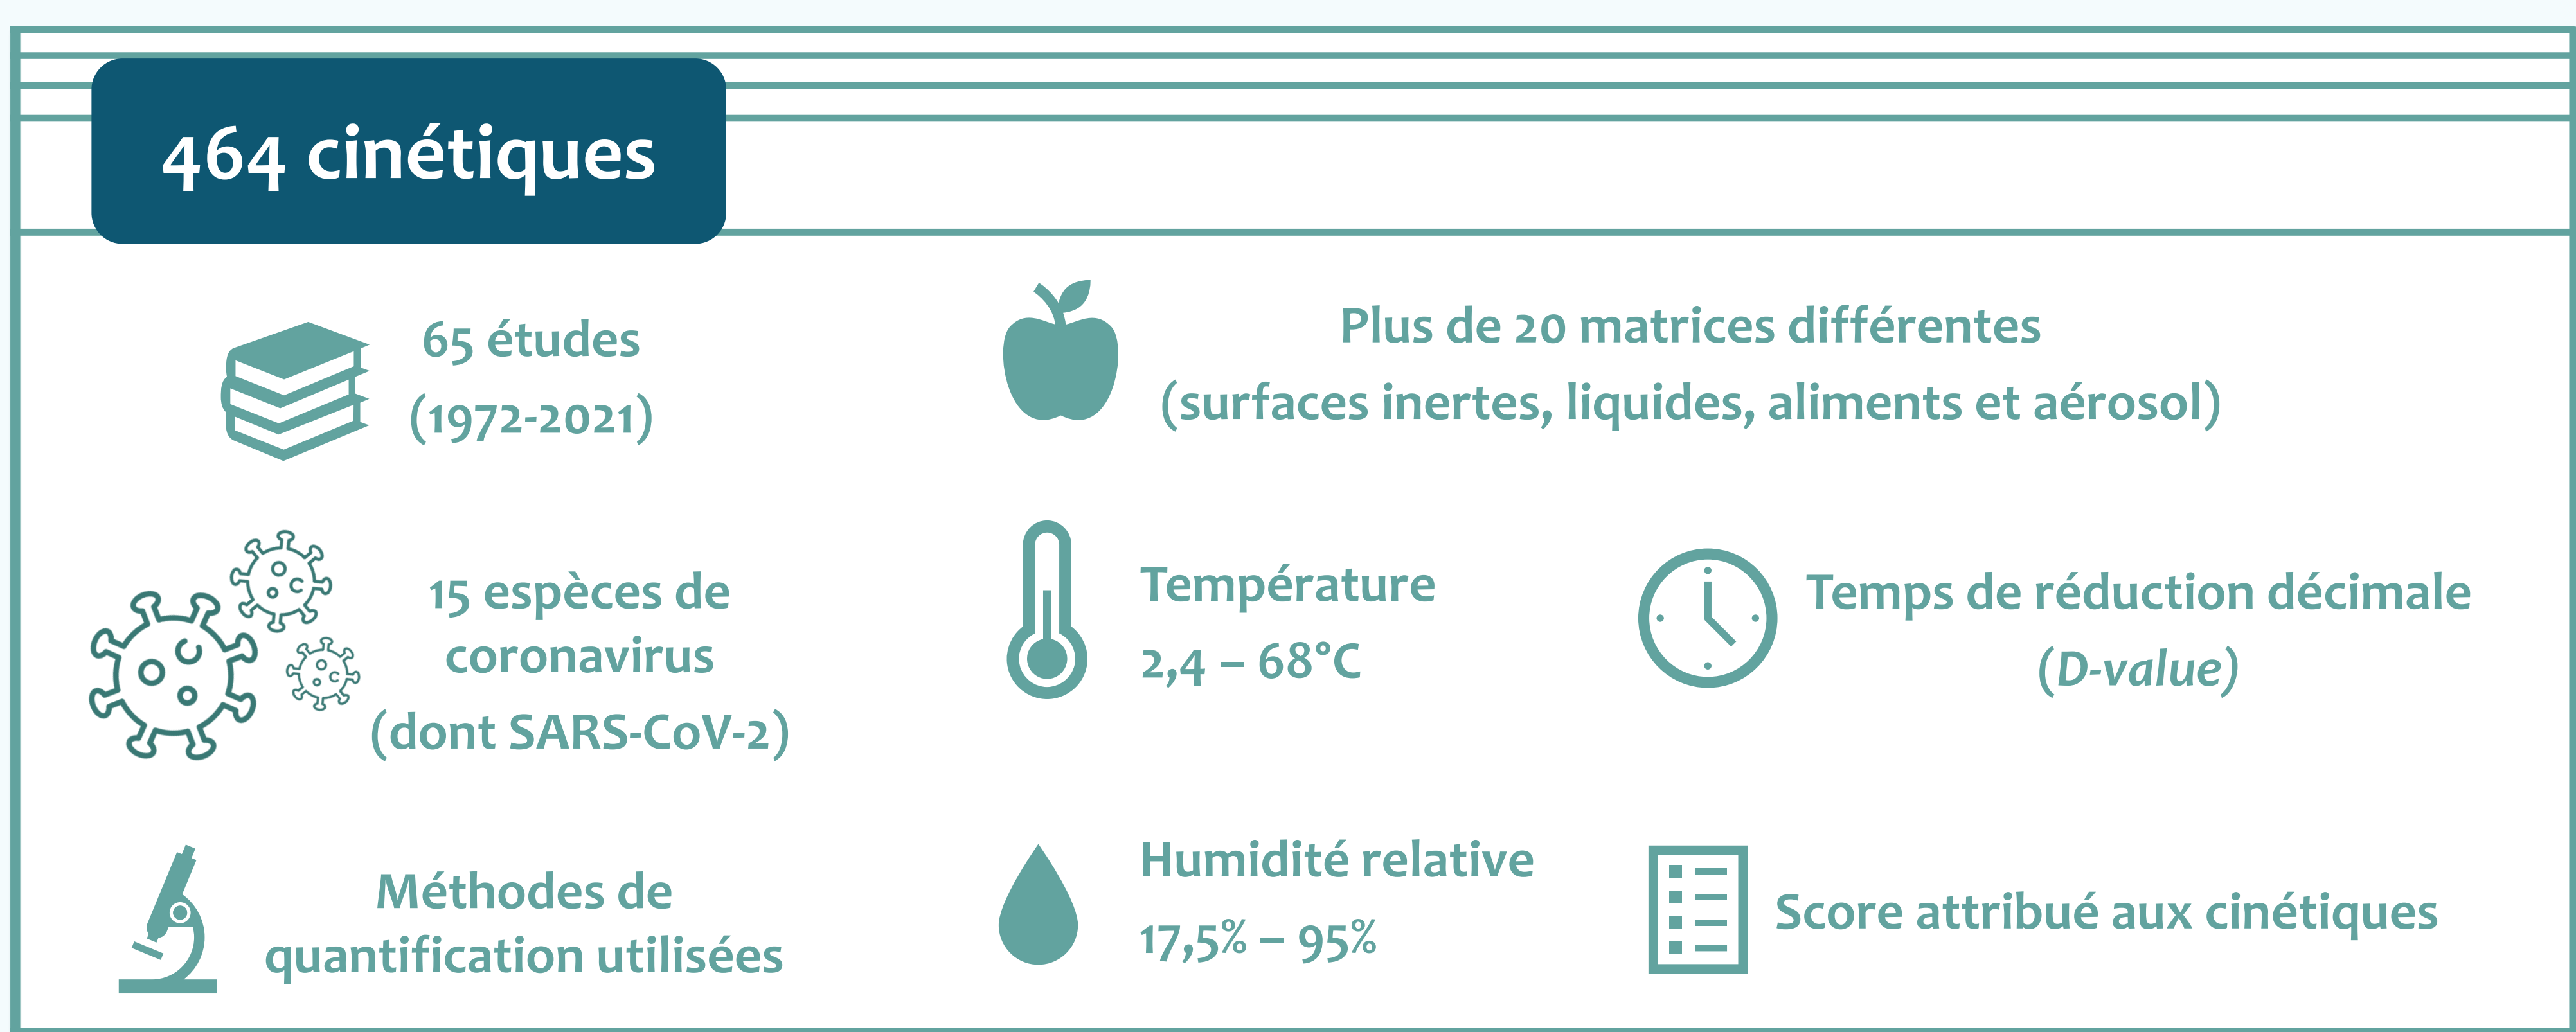 464 cinétiques
65 études
(1972-2021)
Plus de 20 matrices différentes
(surfaces inertes, liquides, aliments et aérosol)
15 espèces de
coronavirus
(dont SARS-CoV-2)
Température
2,4 – 68°C
Temps de réduction décimale
(D-value)
Méthodes de
quantification utilisées
Humidité relative
17,5% – 95%
Score attribué aux cinétiques